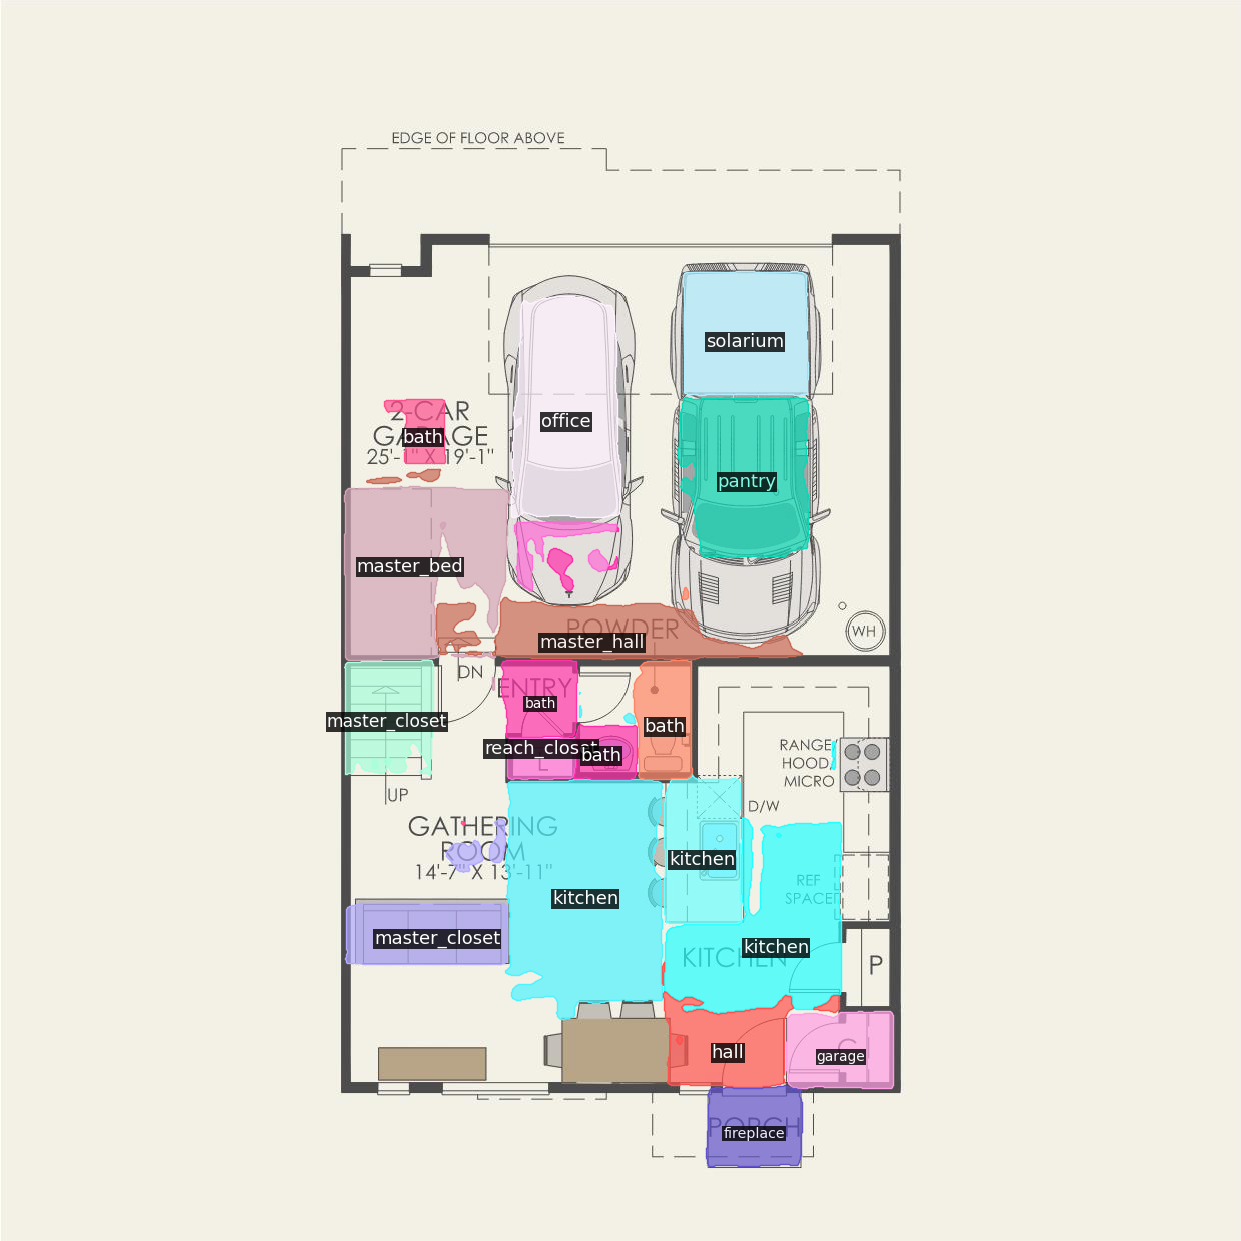 EDGE OF FLOOR ABOVE
solarium
office
2-CAR
GARAGE
bath
25'-1" X 19'-1"
pantry
master_bed
POWDER
master_hall
WH
DN
ENTRY
bath
master_closet
bath
reach_closet
bath
L
RANGE
HOOD/
MICRO
UP
D/W
GATHERING
ROOM
14'-7" X 13'-11"
kitchen
REF
SPACE
kitchen
master_closet
kitchen
KITCHEN
P
hall
C
garage
PORCH
fireplace